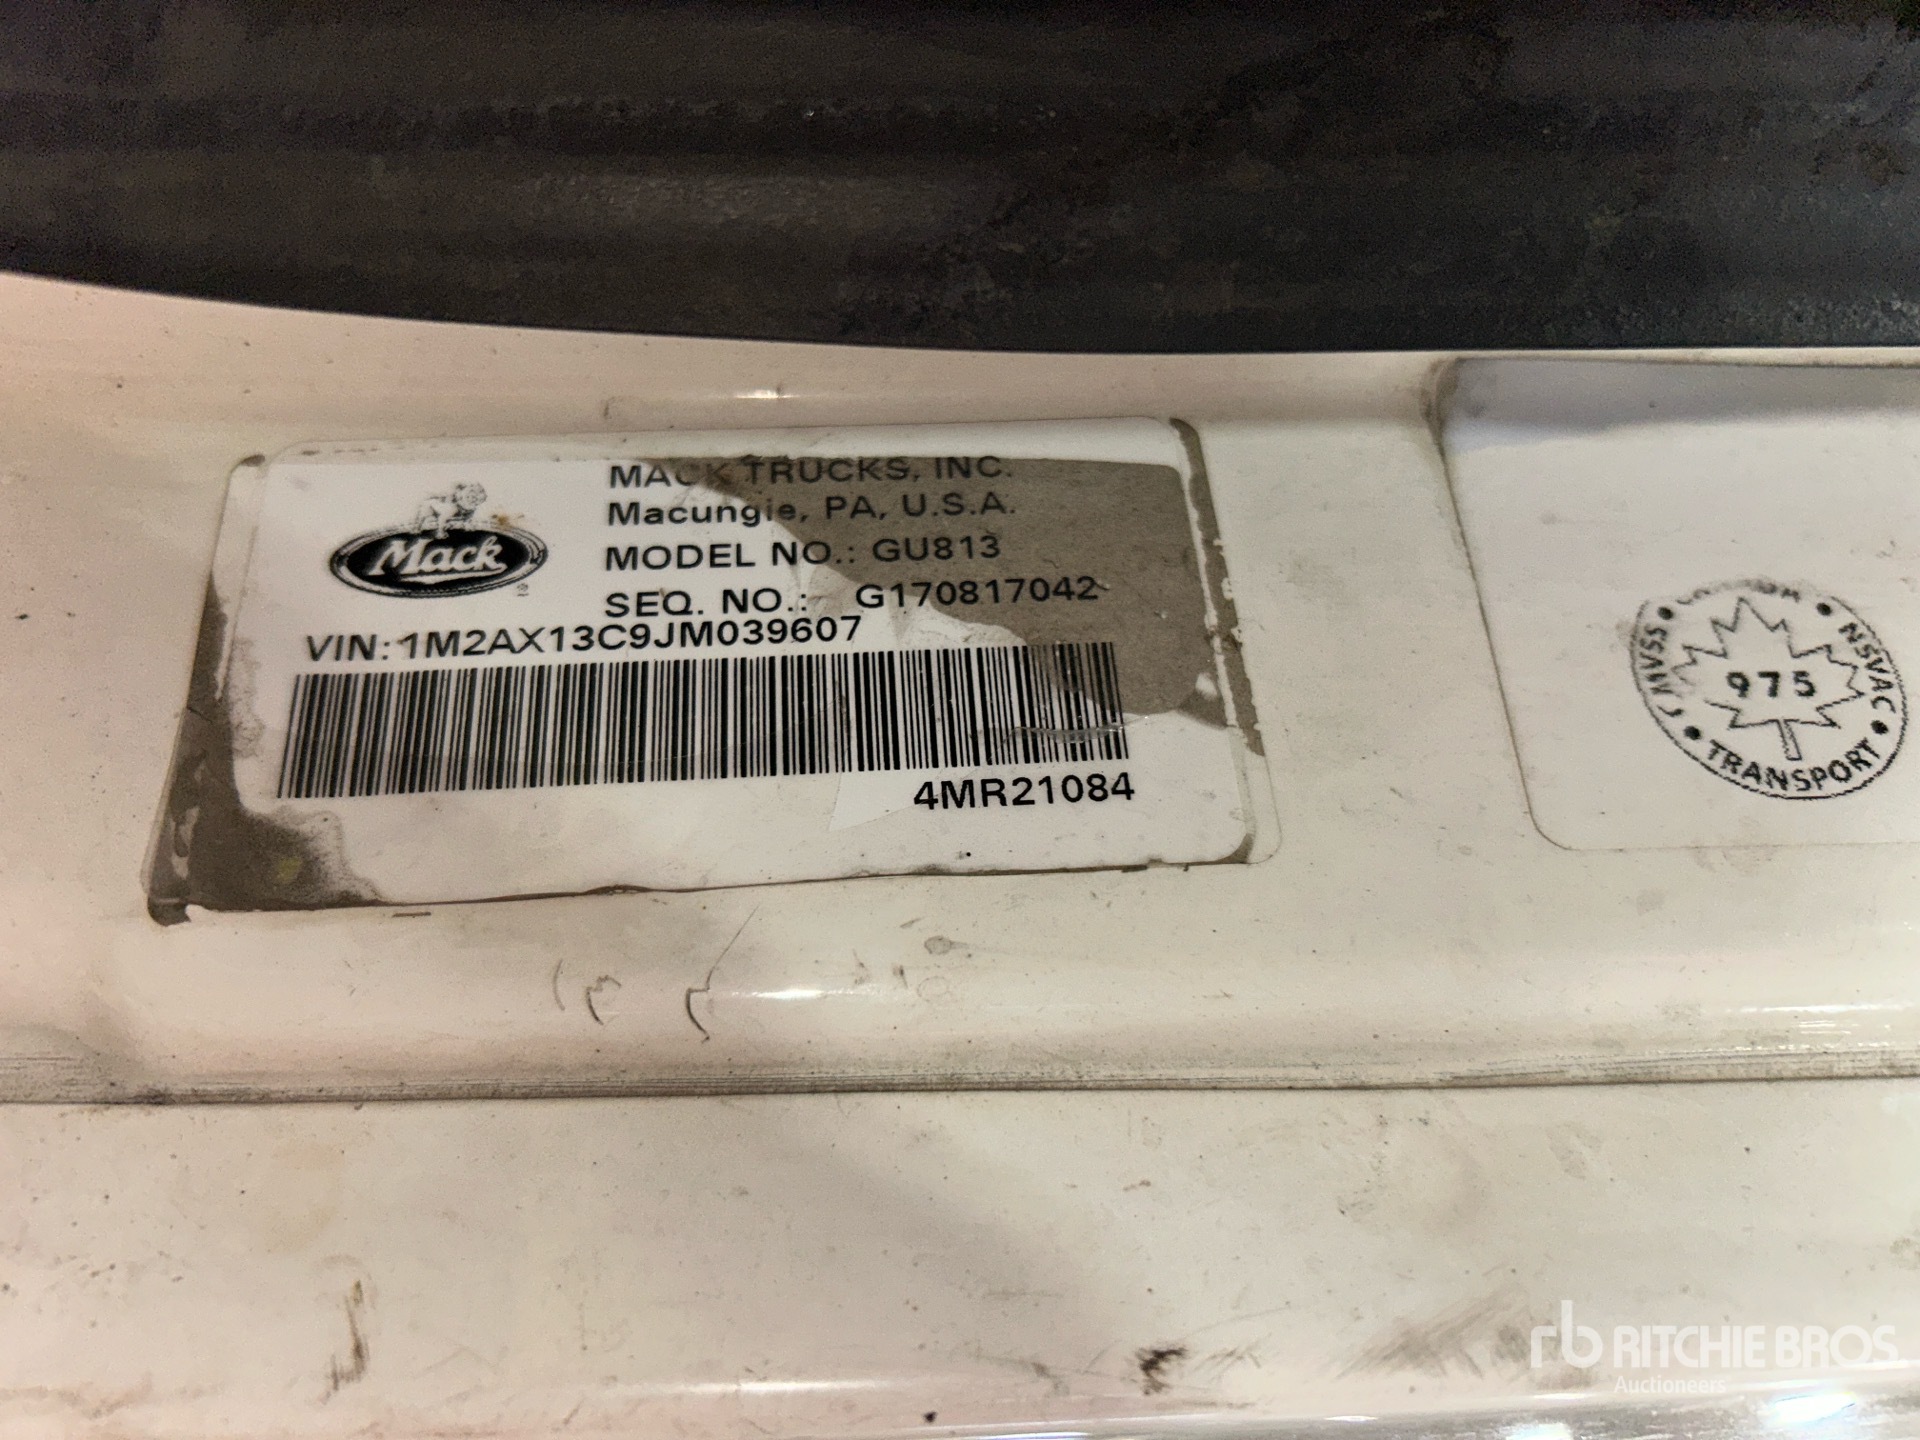 MACK TRUCKS, INC.
Macungie, PA, U.S.A.
Mack
MODEL NO.: GU813
SEQ. NO.: G170817042
VIN: 1M2AX13C9JM039607
4MR21084
CMVSS • • NSVAC
975
• TRANSPORT •
rb RITCHIE BROS
Auctioneers